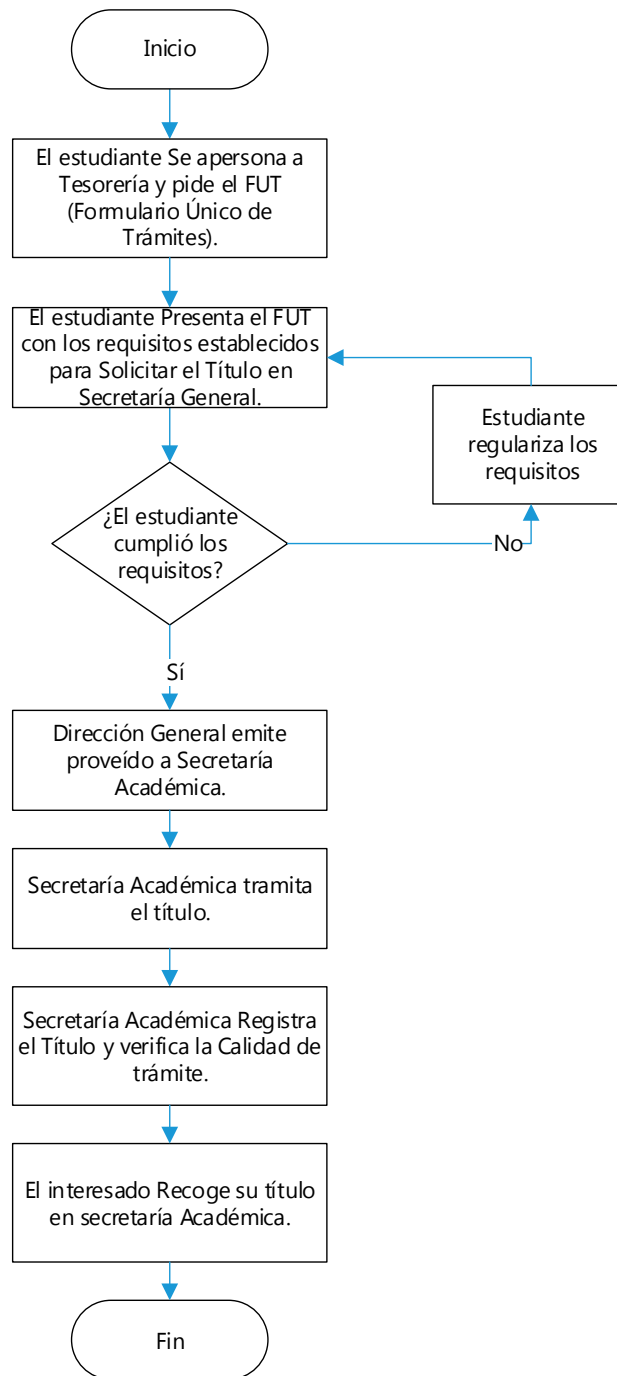 Inicio
El estudiante Se apersona a
Tesorería y pide el FUT
(Formulario Único de
Trámites).
El estudiante Presenta el FUT
con los requisitos establecidos
para Solicitar el Título en
Secretaría General.
Estudiante
regulariza los
requisitos
¿El estudiante
cumplió los
requisitos?
No
Sí
Dirección General emite
proveído a Secretaría
Académica.
Secretaría Académica tramita
el título.
Secretaría Académica Registra
el Título y verifica la Calidad de
trámite.
El interesado Recoge su título
en secretaría Académica.
Fin